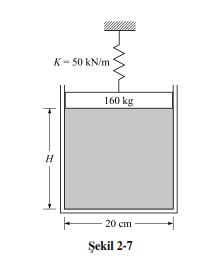 K = 50 kN/m
160 kg
H
20 cm
Şekil 2-7